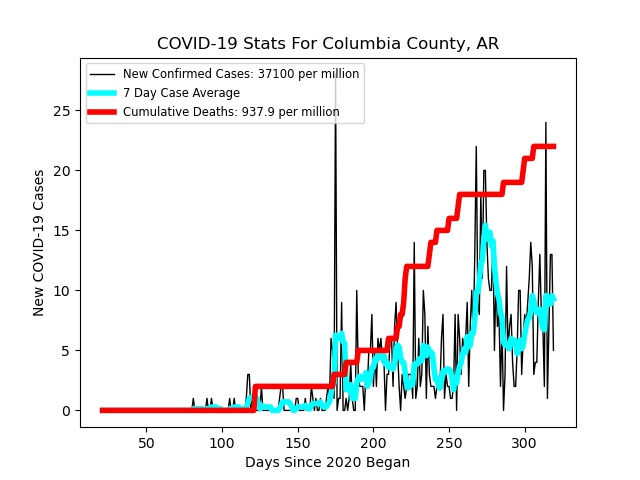 COVID-19 Stats For Columbia County, AR
New Confirmed Cases: 37100 per million
7 Day Case Average
Cumulative Deaths: 937.9 per million
New COVID-19 Cases
25
20
15
10
5
0
50 100 150 200 250 300
Days Since 2020 Began